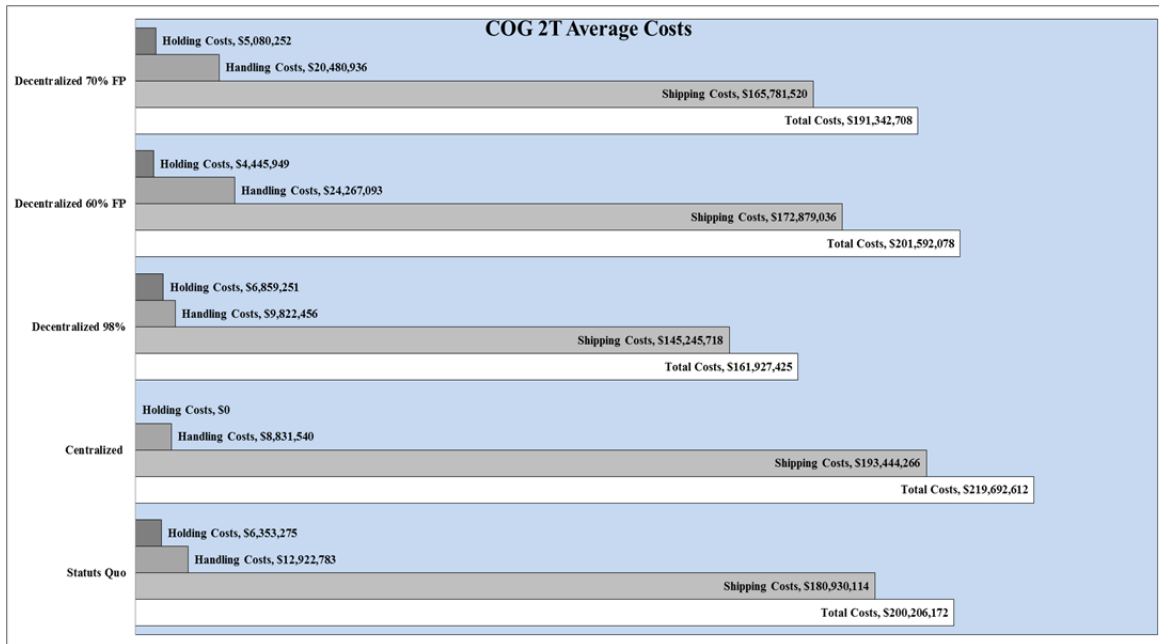 COG 2T Average Costs
Holding Costs, $5,080,252
Handling Costs, $20,480,936
Decentralized 70% FP
Shipping Costs, $165,781,520
Total Costs, $191,342,708
Holding Costs, $4,445,949
Handling Costs, $24,267,093
Decentralized 60% FP
Shipping Costs, $172,879,036
Total Costs, $201,592,078
Holding Costs, $6,859,251
Handling Costs, $9,822,456
Decentralized 98%
Shipping Costs, $145,245,718
Total Costs, $161,927,425
Holding Costs, $0
Handling Costs, $8,831,540
Centralized
Shipping Costs, $193,444,266
Total Costs, $219,692,612
Holding Costs, $6,353,275
Handling Costs, $12,922,783
Statuts Quo
Shipping Costs, $180,930,114
Total Costs, $200,206,172